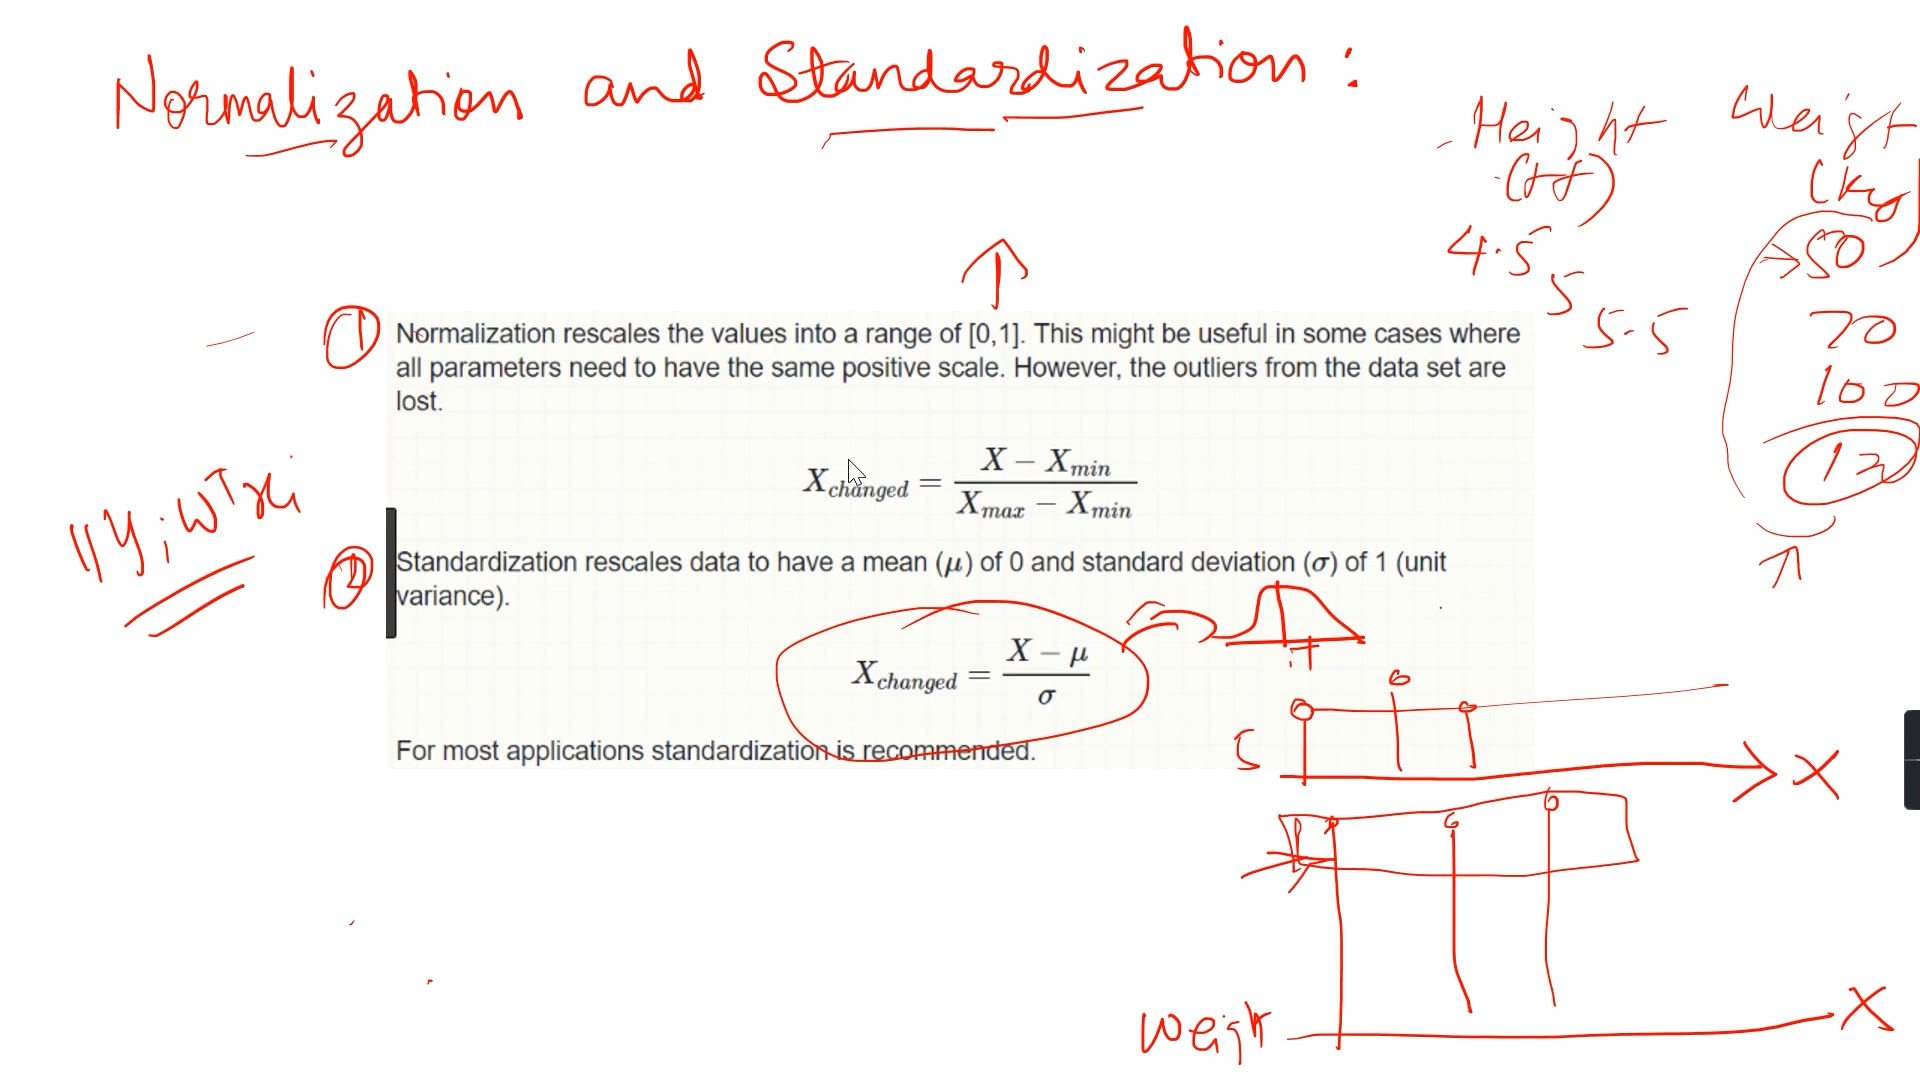 Normalization and Standardization :
Height Weight
(ft) (kg)
4.5 50
5 70
5.5 100
① Normalization rescales the values into a range of [0,1]. This might be useful in some cases where
all parameters need to have the same positive scale. However, the outliers from the data set are
lost.
X_changed = (X − X_min) / (X_max − X_min)
② Standardization rescales data to have a mean (μ) of 0 and standard deviation (σ) of 1 (unit
variance).
X_changed = (X − μ) / σ
For most applications standardization is recommended.
X
Weight X